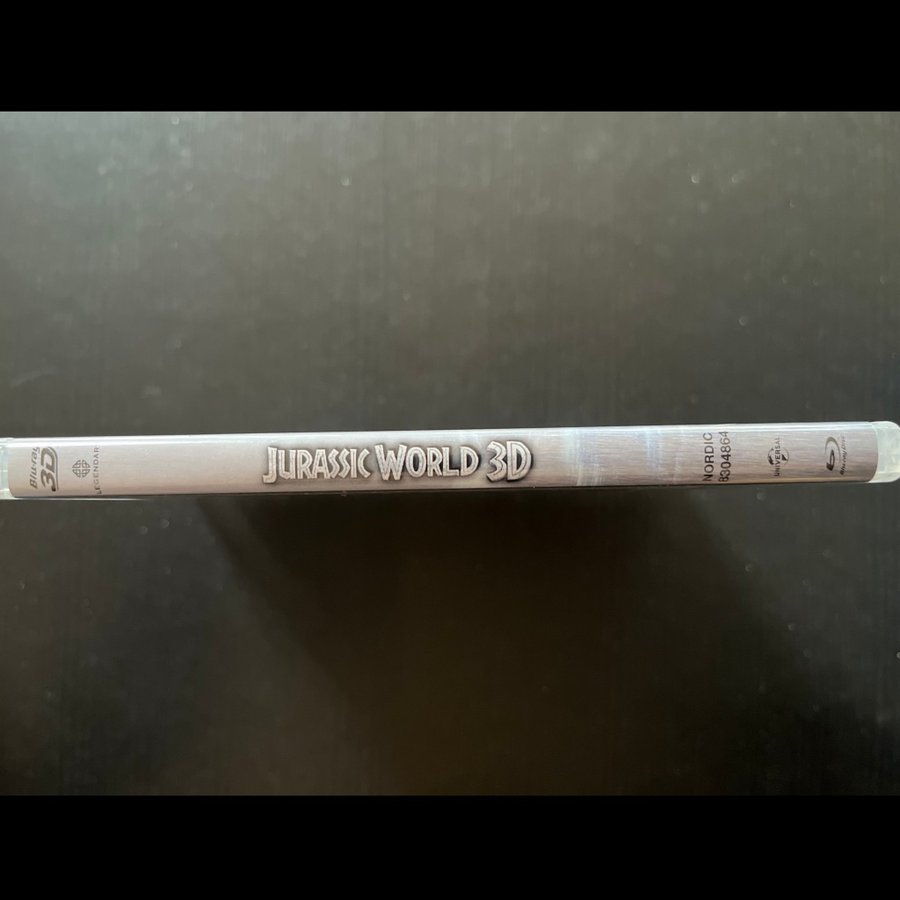 Blu-ray
3D
LEGENDARY
JURASSIC WORLD 3D
NORDIC
8304864
UNIVERSAL
Blu-ray Disc